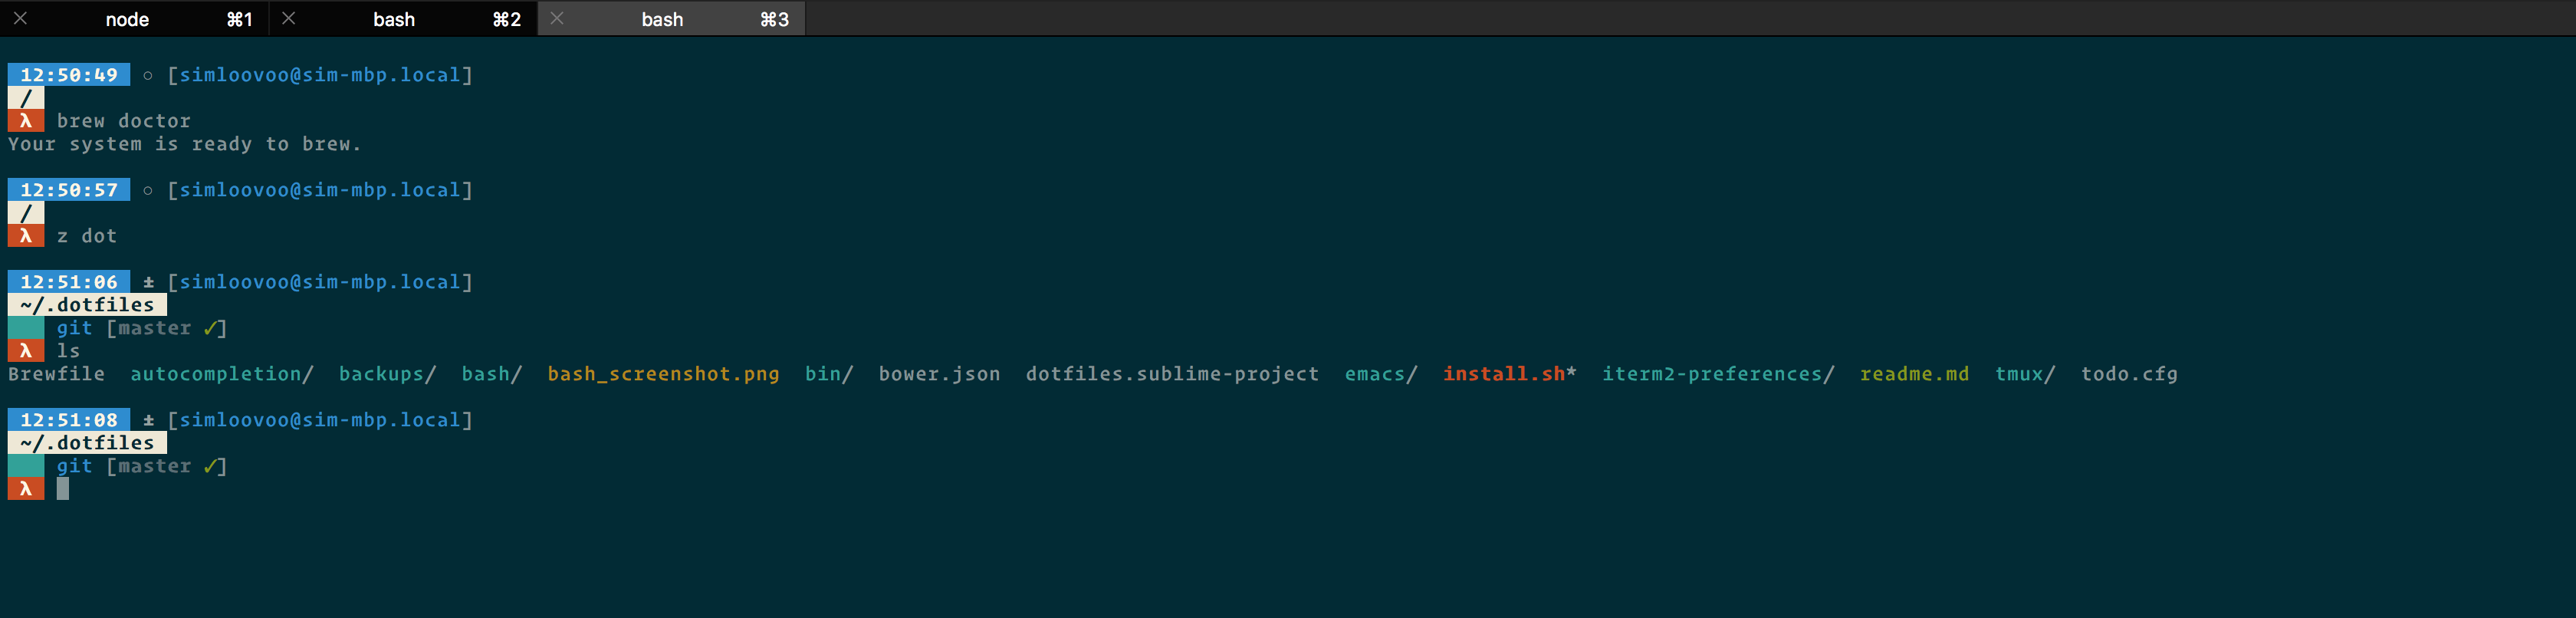 node ⌘1 bash ⌘2 bash ⌘3
12:50:49 ○ [simloovoo@sim-mbp.local]
/
λ brew doctor
Your system is ready to brew.
12:50:57 ○ [simloovoo@sim-mbp.local]
/
λ z dot
12:51:06 ± [simloovoo@sim-mbp.local]
~/.dotfiles
git [master ✓]
λ ls
Brewfile autocompletion/ backups/ bash/ bash_screenshot.png bin/ bower.json dotfiles.sublime-project emacs/ install.sh* iterm2-preferences/ readme.md tmux/ todo.cfg
12:51:08 ± [simloovoo@sim-mbp.local]
~/.dotfiles
git [master ✓]
λ